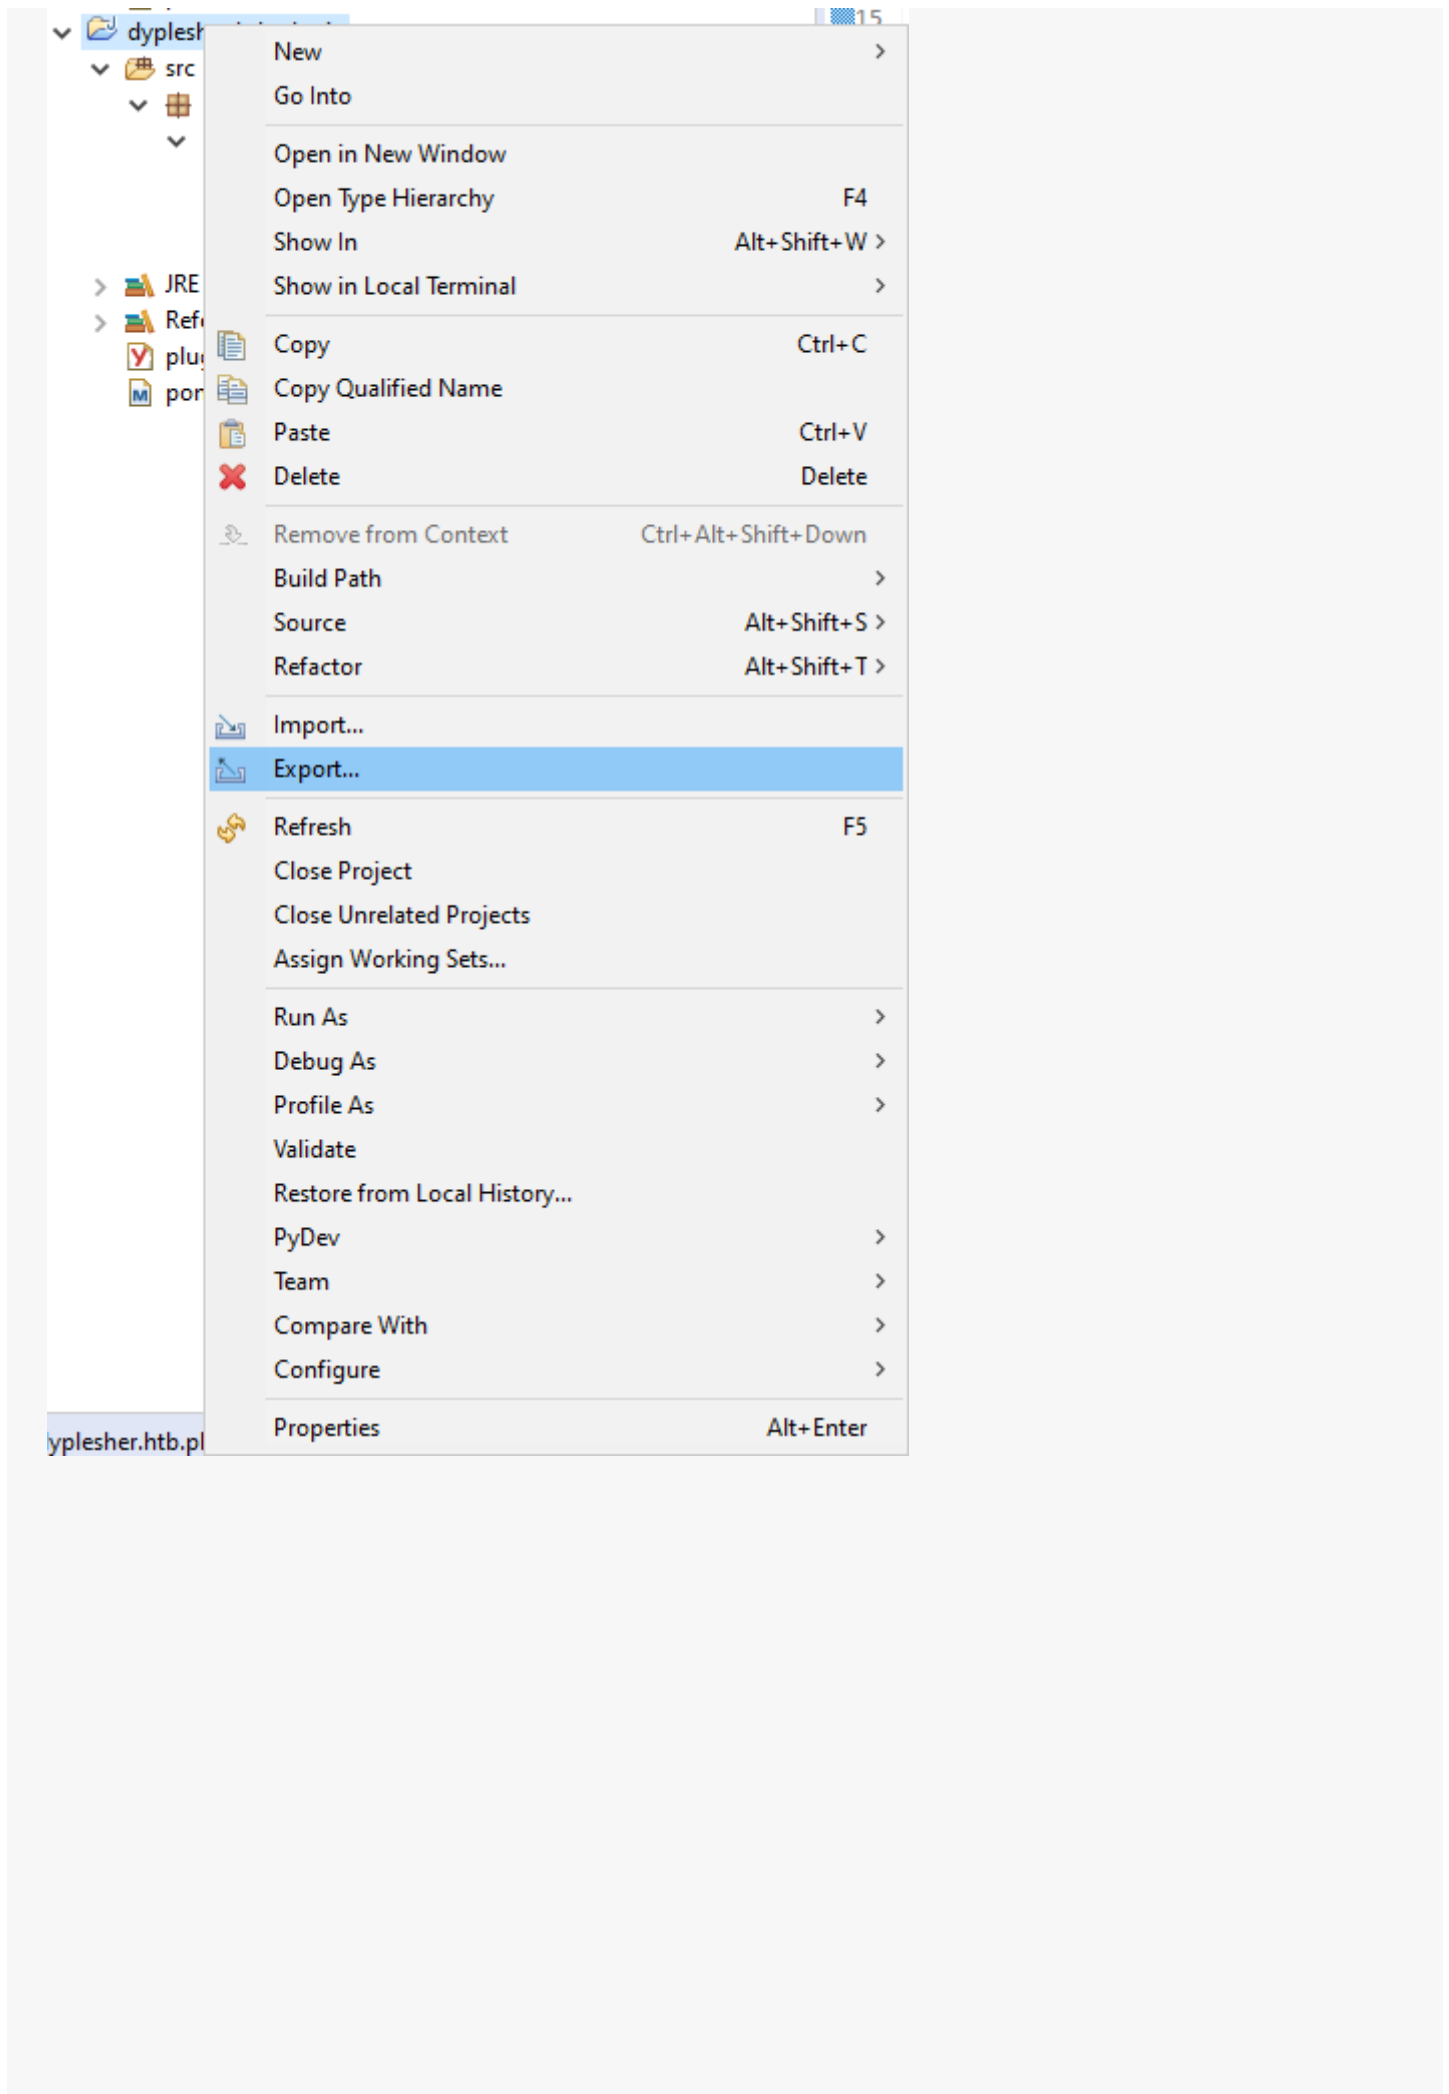 15
dyplesh
New
src
Go Into
Open in New Window
Open Type Hierarchy F4
Show In Alt+Shift+W
JRE
Show in Local Terminal
Refe
Copy Ctrl+C
plug
Copy Qualified Name
pom
Paste Ctrl+V
Delete Delete
Remove from Context Ctrl+Alt+Shift+Down
Build Path
Source Alt+Shift+S
Refactor Alt+Shift+T
Import...
Export...
Refresh F5
Close Project
Close Unrelated Projects
Assign Working Sets...
Run As
Debug As
Profile As
Validate
Restore from Local History...
PyDev
Team
Compare With
Configure
Properties Alt+Enter
yplesher.htb.pl